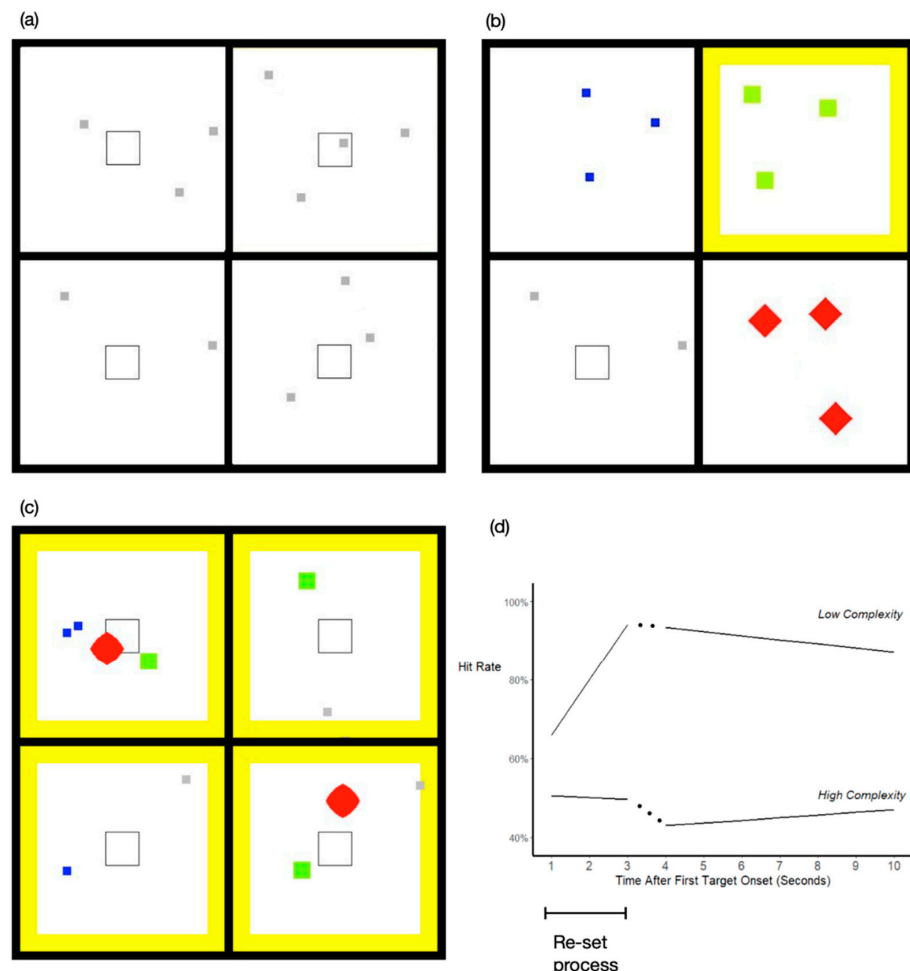 (a)
(b)
(c)
(d)
100%
Low Complexity
Hit Rate
80%
60%
High Complexity
40%
1 2 3 4 5 6 7 8 9 10
Time After First Target Onset (Seconds)
Re-set
process